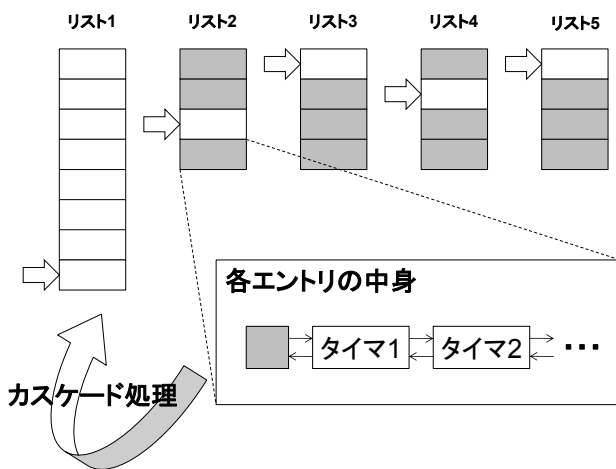 リスト1
リスト2
リスト3
リスト4
リスト5
各エントリの中身
タイマ1
タイマ2
・・・
カスケード処理